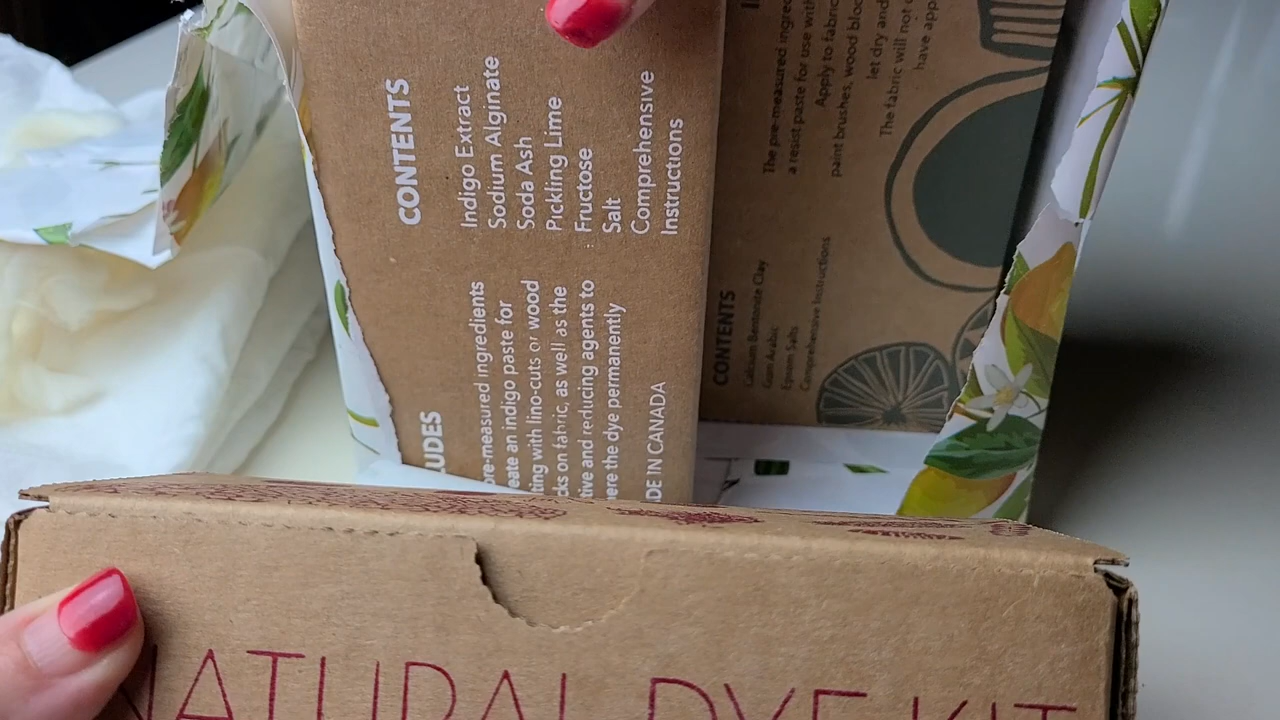 CONTENTS
Indigo Extract
Sodium Alginate
Soda Ash
Pickling Lime
Fructose
Salt
Comprehensive
Instructions
UDES
pre-measured ingredients
eate an indigo paste for
ting with lino-cuts or wood
cks on fabric, as well as the
tive and reducing agents to
here the dye permanently
DE IN CANADA
The pre-measured ingred
a resist paste for use with
Apply to fabric
paint brushes, wood bloc
let dry and
The fabric will not
have app
CONTENTS
Calcium Bentonite Clay
Gum Arabic
Epsom Salts
Comprehensive Instructions
NATURAL DYE KIT